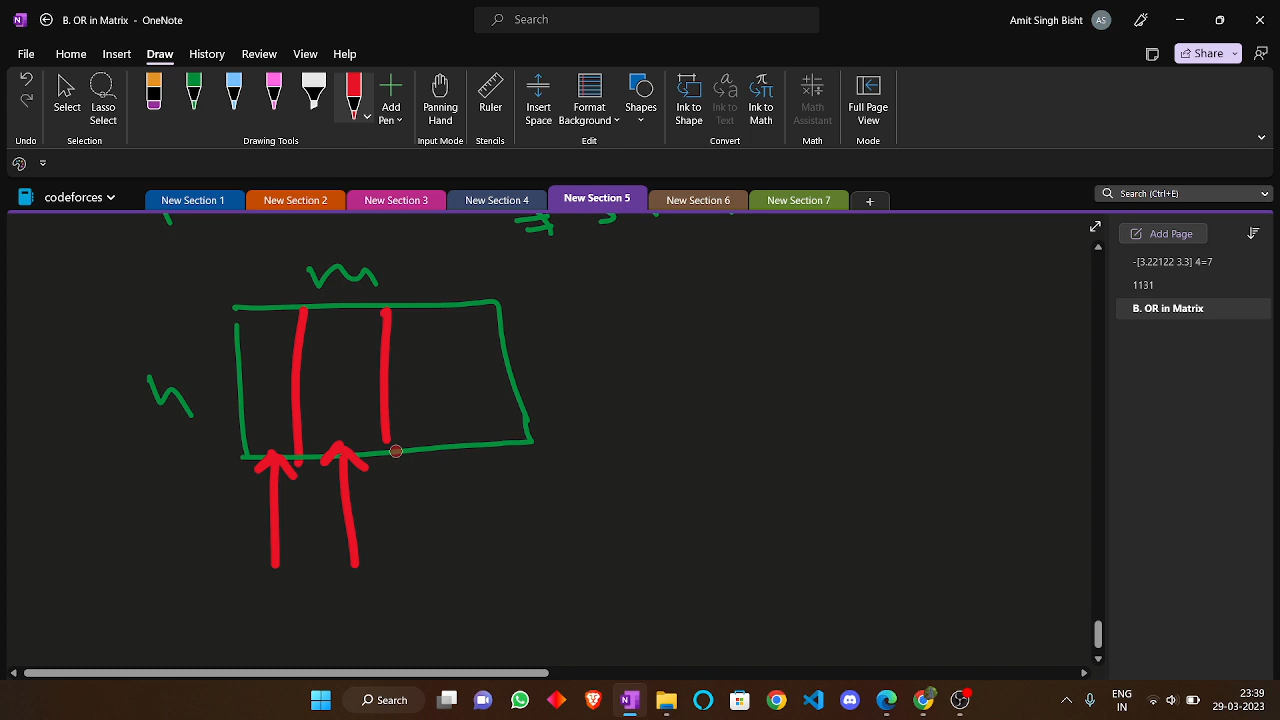 B. OR in Matrix - OneNote
Search
Amit Singh Bisht
AS
File Home Insert Draw History Review View Help
Share
Undo
Select
Lasso Select
Selection
Drawing Tools
Add Pen
Panning Hand
Input Mode
Ruler
Stencils
Insert Space
Format Background
Shapes
Edit
Ink to Shape
Ink to Text
Ink to Math
Convert
Math Assistant
Math
Full Page View
Mode
codeforces
New Section 1
New Section 2
New Section 3
New Section 4
New Section 5
New Section 6
New Section 7
+
Search (Ctrl+E)
Add Page
-[3.22122 3.3] 4=7
1131
B. OR in Matrix
m
n
Search
ENG
IN
23:39
29-03-2023